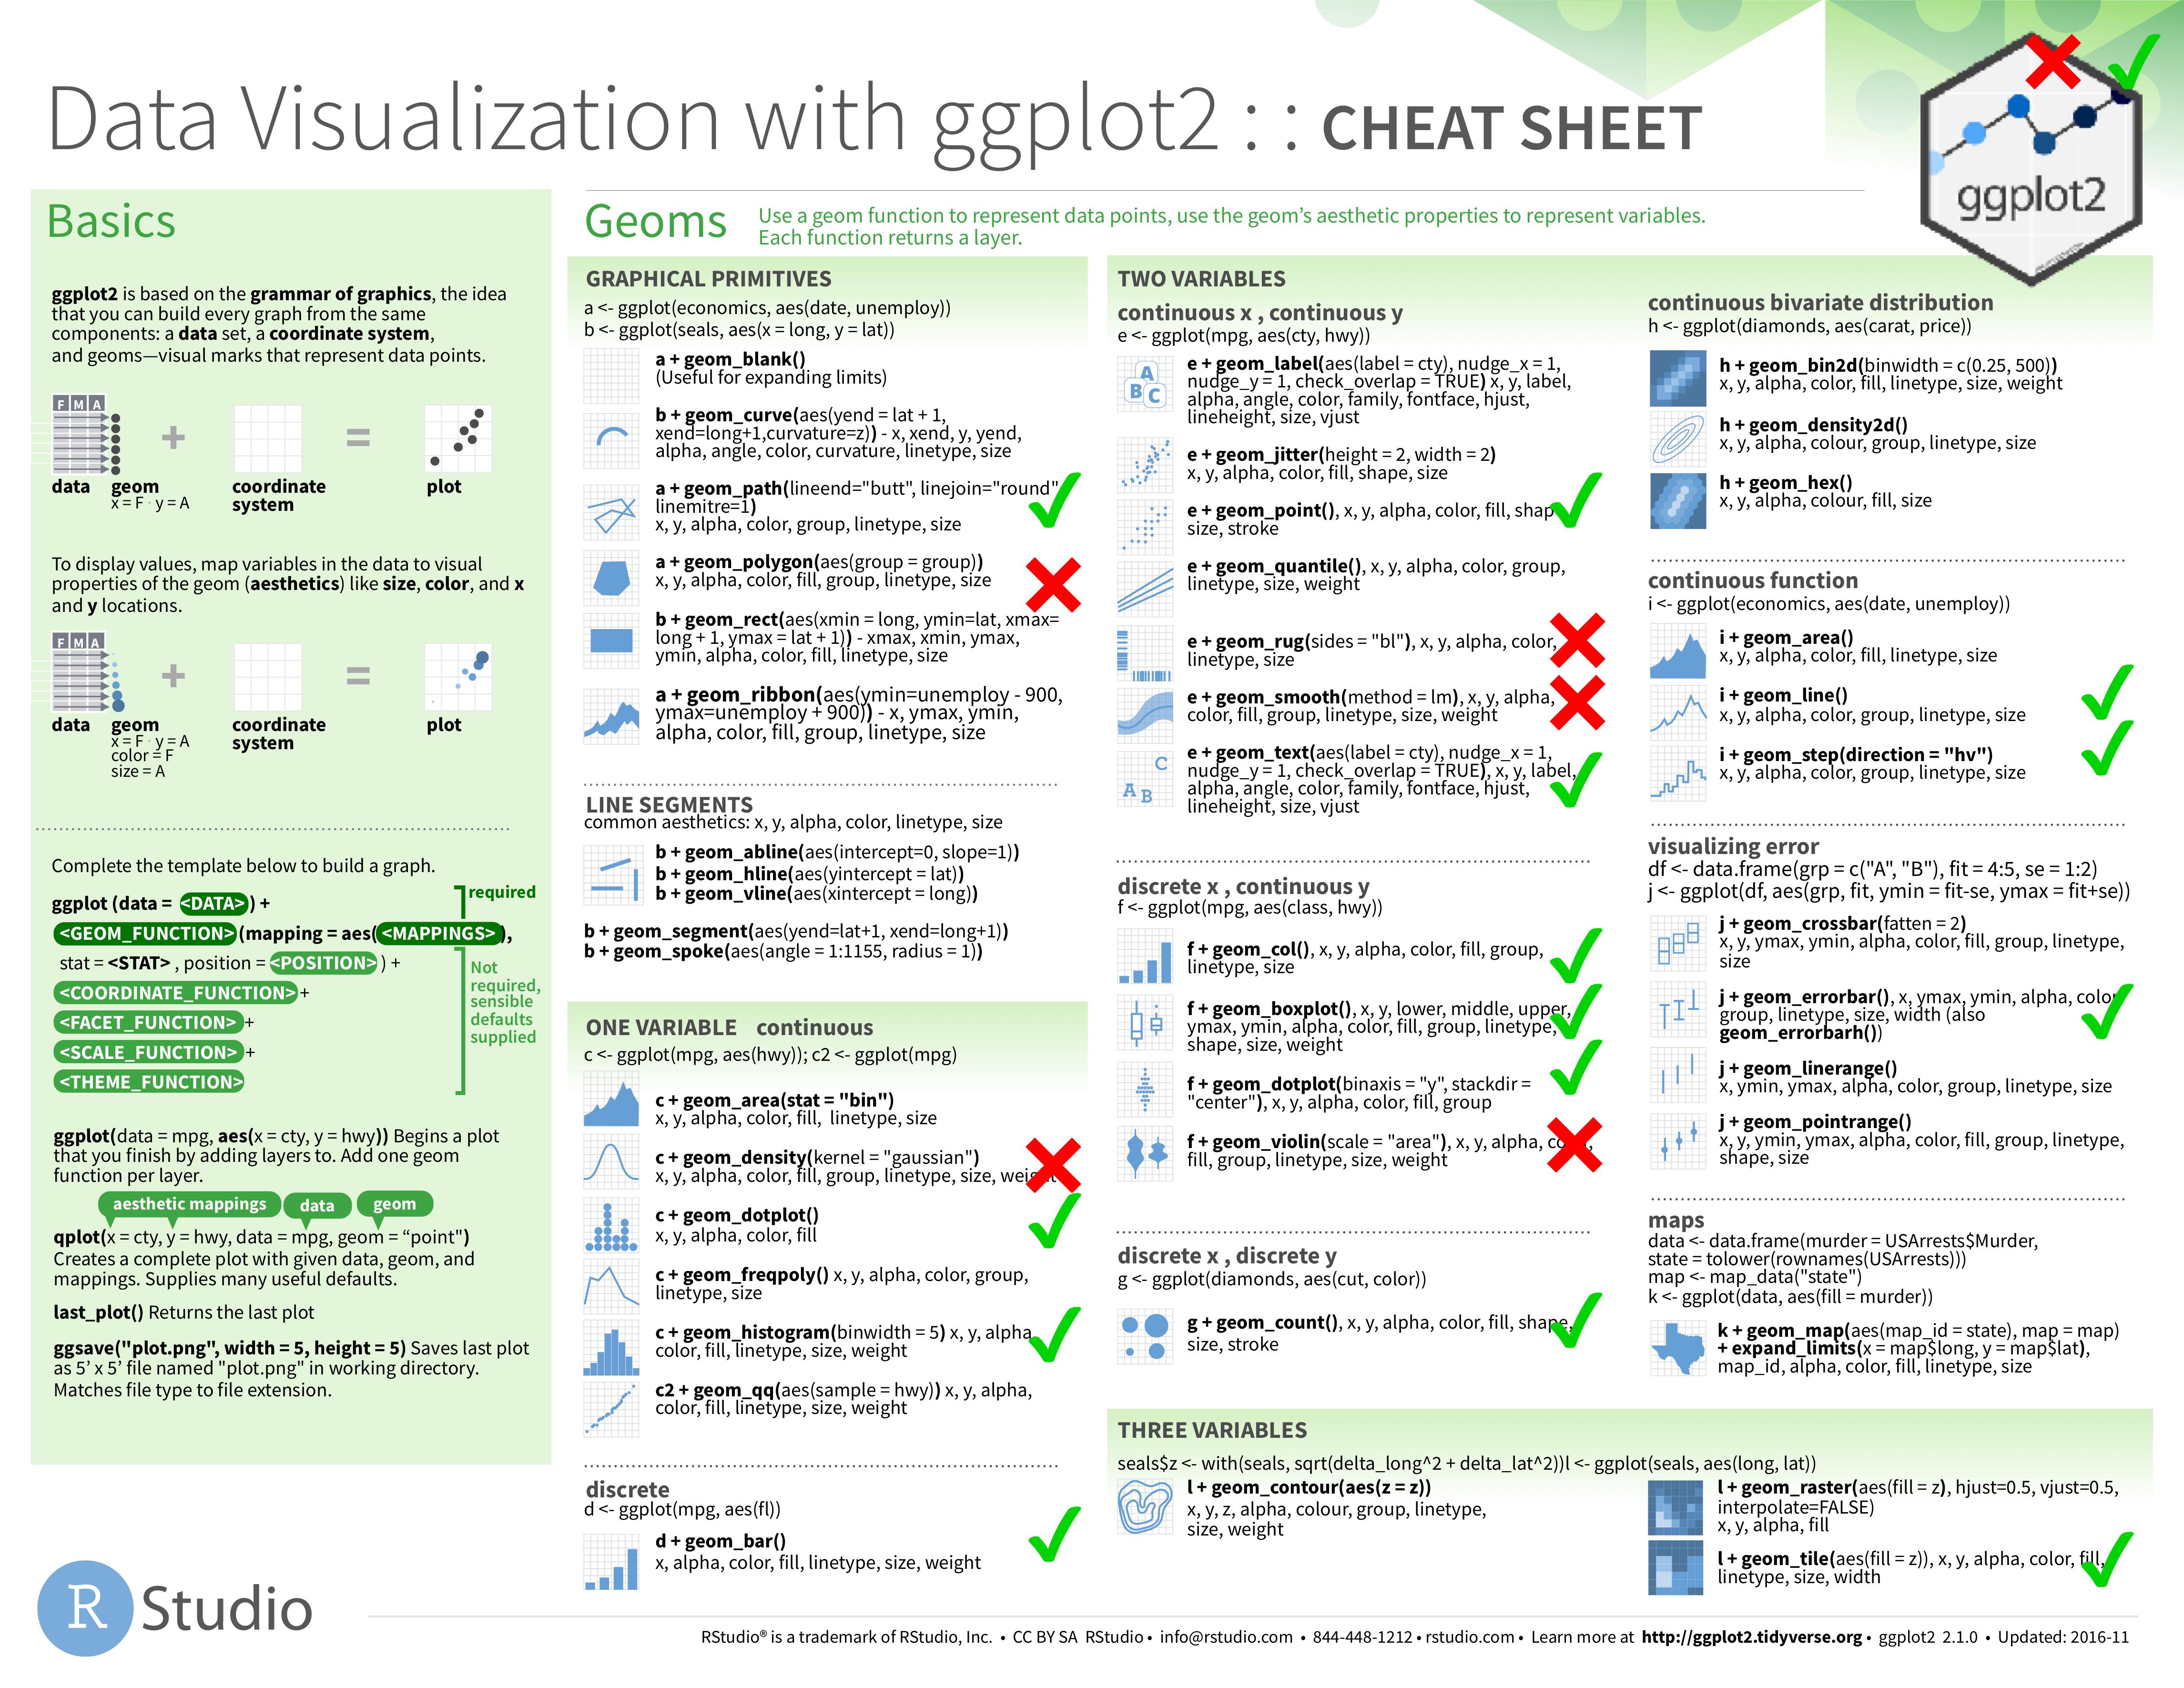 Data Visualization with ggplot2 : : CHEAT SHEET
ggplot2
Basics
ggplot2 is based on the grammar of graphics, the idea
that you can build every graph from the same
components: a data set, a coordinate system,
and geoms—visual marks that represent data points.
F M A
data
geom
x = F · y = A
coordinate
system
plot
To display values, map variables in the data to visual
properties of the geom (aesthetics) like size, color, and x
and y locations.
F M A
data
geom
x = F · y = A
color = F
size = A
coordinate
system
plot
Complete the template below to build a graph.
required
ggplot (data = <DATA> ) +
<GEOM_FUNCTION> (mapping = aes( <MAPPINGS> ),
stat = <STAT> , position = <POSITION> ) +
<COORDINATE_FUNCTION> +
<FACET_FUNCTION> +
<SCALE_FUNCTION> +
<THEME_FUNCTION>
Not
required,
sensible
defaults
supplied
ggplot(data = mpg, aes(x = cty, y = hwy)) Begins a plot
that you finish by adding layers to. Add one geom
function per layer.
aesthetic mappings data geom
qplot(x = cty, y = hwy, data = mpg, geom = “point")
Creates a complete plot with given data, geom, and
mappings. Supplies many useful defaults.
last_plot() Returns the last plot
ggsave("plot.png", width = 5, height = 5) Saves last plot
as 5’ x 5’ file named "plot.png" in working directory.
Matches file type to file extension.
Geoms
Use a geom function to represent data points, use the geom’s aesthetic properties to represent variables.
Each function returns a layer.
GRAPHICAL PRIMITIVES
a <- ggplot(economics, aes(date, unemploy))
b <- ggplot(seals, aes(x = long, y = lat))
a + geom_blank()
(Useful for expanding limits)
b + geom_curve(aes(yend = lat + 1,
xend=long+1,curvature=z)) - x, xend, y, yend,
alpha, angle, color, curvature, linetype, size
a + geom_path(lineend="butt", linejoin="round"
linemitre=1)
x, y, alpha, color, group, linetype, size
a + geom_polygon(aes(group = group))
x, y, alpha, color, fill, group, linetype, size
b + geom_rect(aes(xmin = long, ymin=lat, xmax=
long + 1, ymax = lat + 1)) - xmax, xmin, ymax,
ymin, alpha, color, fill, linetype, size
a + geom_ribbon(aes(ymin=unemploy - 900,
ymax=unemploy + 900)) - x, ymax, ymin,
alpha, color, fill, group, linetype, size
LINE SEGMENTS
common aesthetics: x, y, alpha, color, linetype, size
b + geom_abline(aes(intercept=0, slope=1))
b + geom_hline(aes(yintercept = lat))
b + geom_vline(aes(xintercept = long))
b + geom_segment(aes(yend=lat+1, xend=long+1))
b + geom_spoke(aes(angle = 1:1155, radius = 1))
ONE VARIABLE continuous
c <- ggplot(mpg, aes(hwy)); c2 <- ggplot(mpg)
c + geom_area(stat = "bin")
x, y, alpha, color, fill, linetype, size
c + geom_density(kernel = "gaussian")
x, y, alpha, color, fill, group, linetype, size, weight
c + geom_dotplot()
x, y, alpha, color, fill
c + geom_freqpoly() x, y, alpha, color, group,
linetype, size
c + geom_histogram(binwidth = 5) x, y, alpha,
color, fill, linetype, size, weight
c2 + geom_qq(aes(sample = hwy)) x, y, alpha,
color, fill, linetype, size, weight
discrete
d <- ggplot(mpg, aes(fl))
d + geom_bar()
x, alpha, color, fill, linetype, size, weight
TWO VARIABLES
continuous x , continuous y
e <- ggplot(mpg, aes(cty, hwy))
A B C
e + geom_label(aes(label = cty), nudge_x = 1,
nudge_y = 1, check_overlap = TRUE) x, y, label,
alpha, angle, color, family, fontface, hjust,
lineheight, size, vjust
e + geom_jitter(height = 2, width = 2)
x, y, alpha, color, fill, shape, size
e + geom_point(), x, y, alpha, color, fill, shape,
size, stroke
e + geom_quantile(), x, y, alpha, color, group,
linetype, size, weight
e + geom_rug(sides = "bl"), x, y, alpha, color,
linetype, size
e + geom_smooth(method = lm), x, y, alpha,
color, fill, group, linetype, size, weight
A B C
e + geom_text(aes(label = cty), nudge_x = 1,
nudge_y = 1, check_overlap = TRUE), x, y, label,
alpha, angle, color, family, fontface, hjust,
lineheight, size, vjust
discrete x , continuous y
f <- ggplot(mpg, aes(class, hwy))
f + geom_col(), x, y, alpha, color, fill, group,
linetype, size
f + geom_boxplot(), x, y, lower, middle, upper,
ymax, ymin, alpha, color, fill, group, linetype,
shape, size, weight
f + geom_dotplot(binaxis = "y", stackdir =
"center"), x, y, alpha, color, fill, group
f + geom_violin(scale = "area"), x, y, alpha, color,
fill, group, linetype, size, weight
discrete x , discrete y
g <- ggplot(diamonds, aes(cut, color))
g + geom_count(), x, y, alpha, color, fill, shape,
size, stroke
continuous bivariate distribution
h <- ggplot(diamonds, aes(carat, price))
h + geom_bin2d(binwidth = c(0.25, 500))
x, y, alpha, color, fill, linetype, size, weight
h + geom_density2d()
x, y, alpha, colour, group, linetype, size
h + geom_hex()
x, y, alpha, colour, fill, size
continuous function
i <- ggplot(economics, aes(date, unemploy))
i + geom_area()
x, y, alpha, color, fill, linetype, size
i + geom_line()
x, y, alpha, color, group, linetype, size
i + geom_step(direction = "hv")
x, y, alpha, color, group, linetype, size
visualizing error
df <- data.frame(grp = c("A", "B"), fit = 4:5, se = 1:2)
j <- ggplot(df, aes(grp, fit, ymin = fit-se, ymax = fit+se))
j + geom_crossbar(fatten = 2)
x, y, ymax, ymin, alpha, color, fill, group, linetype,
size
j + geom_errorbar(), x, ymax, ymin, alpha, color,
group, linetype, size, width (also
geom_errorbarh())
j + geom_linerange()
x, ymin, ymax, alpha, color, group, linetype, size
j + geom_pointrange()
x, y, ymin, ymax, alpha, color, fill, group, linetype,
shape, size
maps
data <- data.frame(murder = USArrests$Murder,
state = tolower(rownames(USArrests)))
map <- map_data("state")
k <- ggplot(data, aes(fill = murder))
k + geom_map(aes(map_id = state), map = map)
+ expand_limits(x = map$long, y = map$lat),
map_id, alpha, color, fill, linetype, size
THREE VARIABLES
seals$z <- with(seals, sqrt(delta_long^2 + delta_lat^2))l <- ggplot(seals, aes(long, lat))
l + geom_contour(aes(z = z))
x, y, z, alpha, colour, group, linetype,
size, weight
l + geom_raster(aes(fill = z), hjust=0.5, vjust=0.5,
interpolate=FALSE)
x, y, alpha, fill
l + geom_tile(aes(fill = z)), x, y, alpha, color, fill,
linetype, size, width
R Studio
RStudio® is a trademark of RStudio, Inc. • CC BY SA RStudio • info@rstudio.com • 844-448-1212 • rstudio.com • Learn more at http://ggplot2.tidyverse.org • ggplot2 2.1.0 • Updated: 2016-11